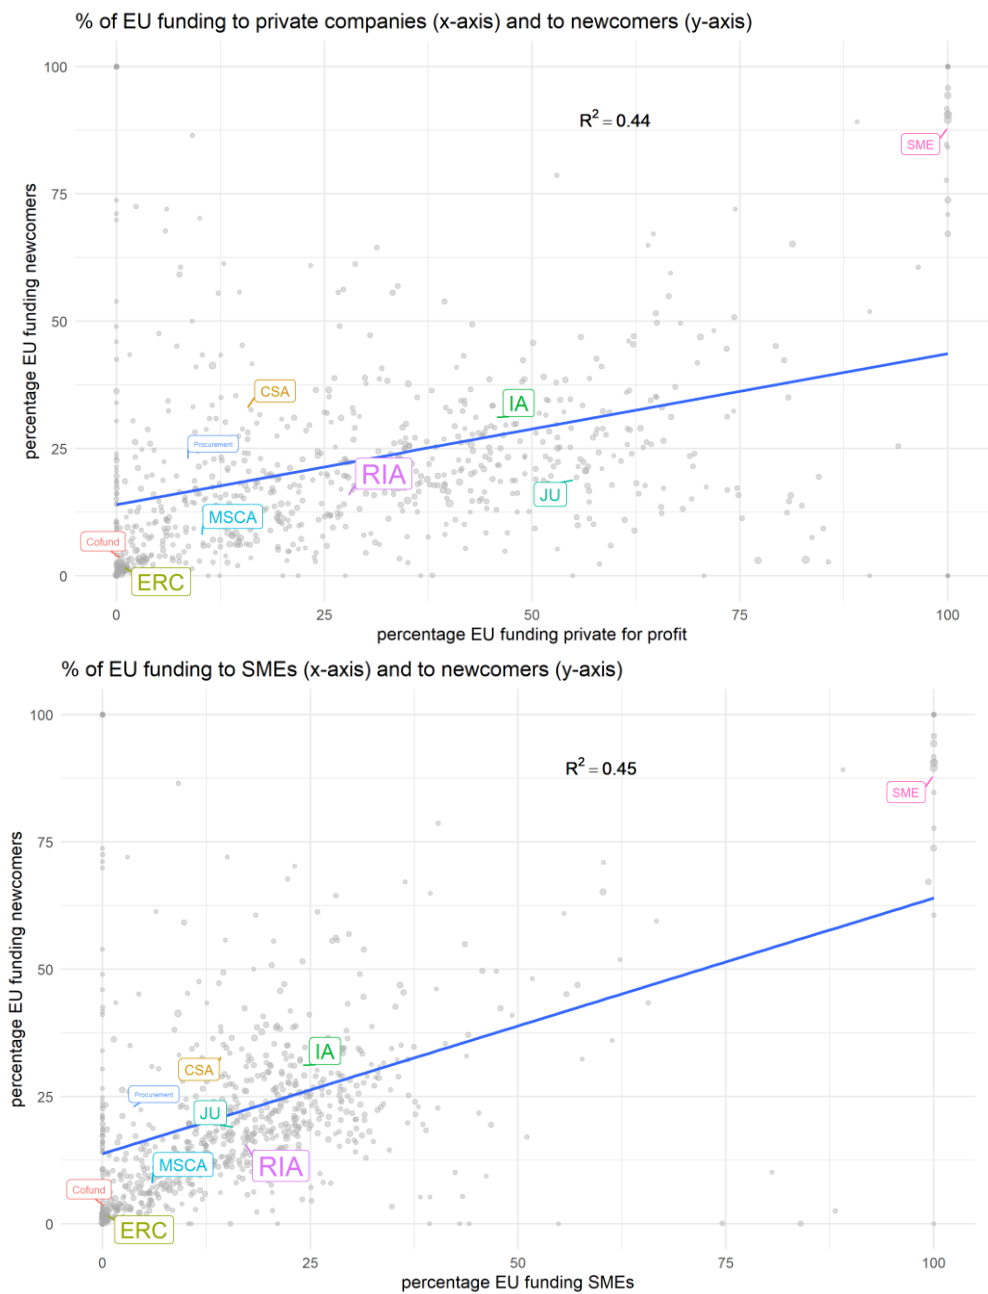 % of EU funding to private companies (x-axis) and to newcomers (y-axis)
100
R² = 0.44
SME
75
percentage EU funding newcomers
50
CSA
IA
Procurement
25
RIA
JU
MSCA
Cofund
ERC
0
0 25 50 75 100
percentage EU funding private for profit
% of EU funding to SMEs (x-axis) and to newcomers (y-axis)
100
R² = 0.45
SME
75
percentage EU funding newcomers
50
IA
CSA
Procurement
25
JU
MSCA
RIA
Cofund
ERC
0
0 25 50 75 100
percentage EU funding SMEs